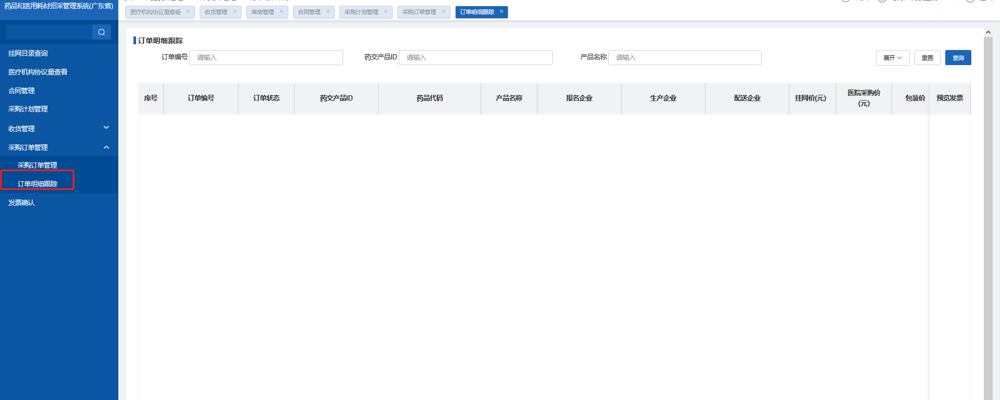 药品和医用耗材招采管理系统(广东省)
挂网目录查询
医疗机构协议量查看
合同管理
采购计划管理
收货管理
采购订单管理
采购订单管理
订单明细跟踪
发票确认
医疗机构协议量查看 × 收货管理 × 库房管理 × 合同管理 × 采购计划管理 × 采购订单管理 × 订单明细跟踪 ×
订单明细跟踪
订单编号 请输入 药交产品ID 请输入 产品名称 请输入 展开 重置 查询
序号 订单编号 订单状态 药交产品ID 药品代码 产品名称 报名企业 生产企业 配送企业 挂网价(元) 医院采购价 包装价 预览发票
(元)